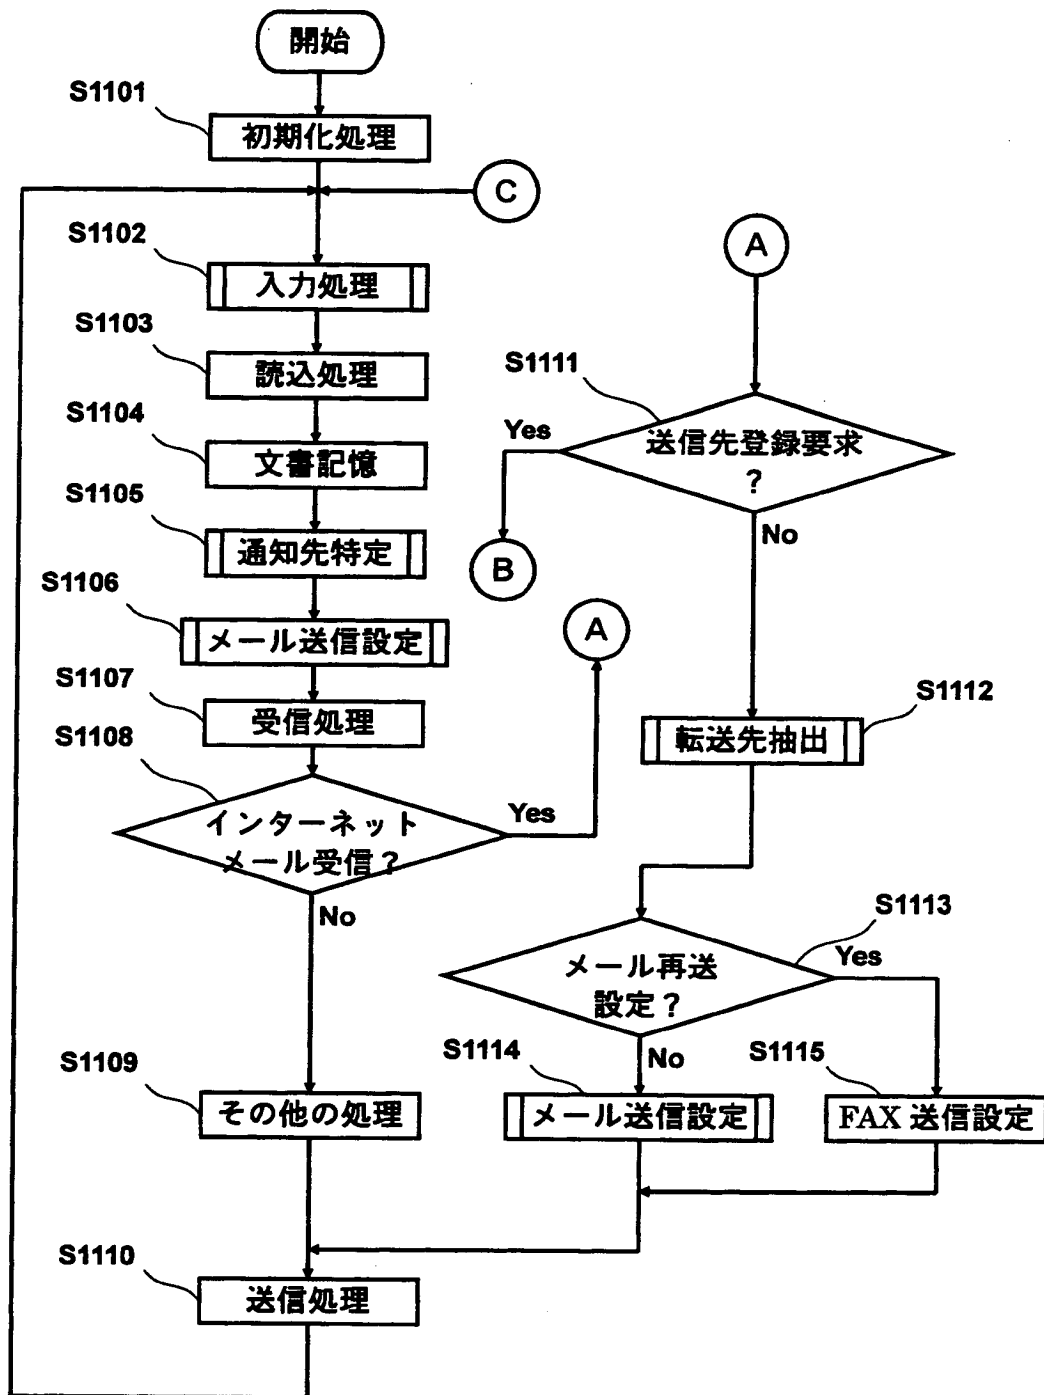 開始
S1101
初期化処理
C
S1102
入力処理
S1103
読込処理
S1104
文書記憶
S1105
通知先特定
S1106
メール送信設定
S1107
受信処理
S1108
インターネット
メール受信？
Yes
A
No
S1109
その他の処理
S1110
送信処理
A
S1111
送信先登録要求
？
Yes
B
No
S1112
転送先抽出
S1113
メール再送
設定？
Yes
No
S1114
メール送信設定
S1115
FAX 送信設定